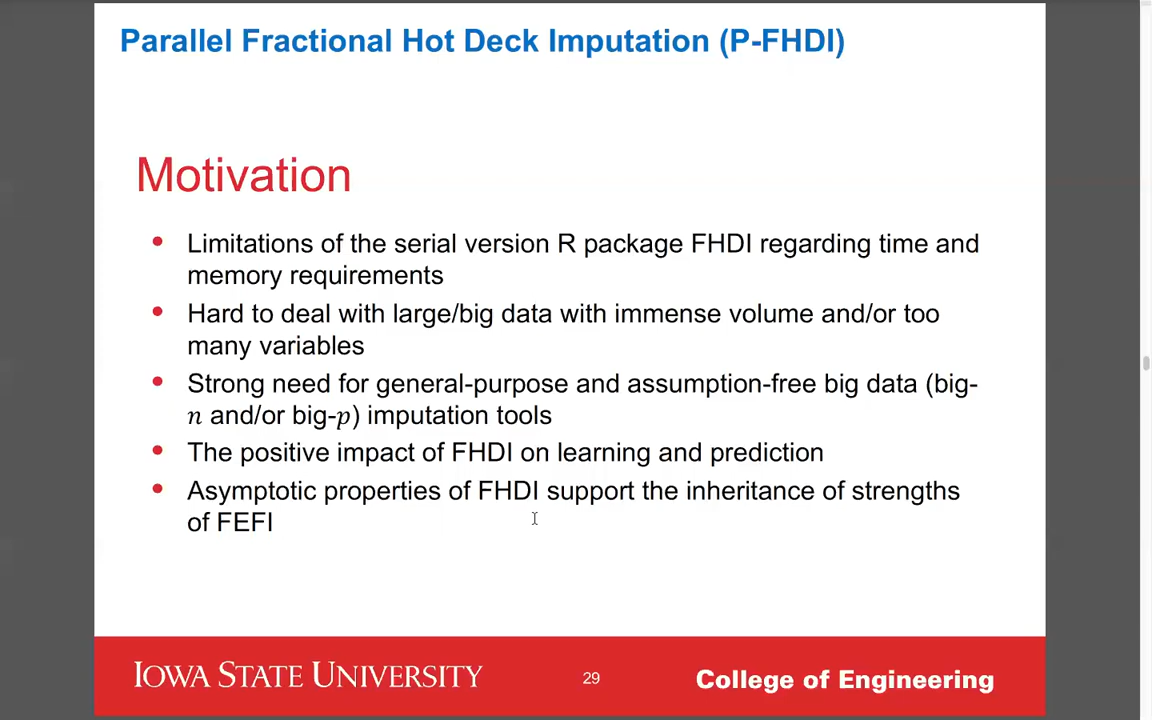 Parallel Fractional Hot Deck Imputation (P-FHDI)
Motivation
• Limitations of the serial version R package FHDI regarding time and
memory requirements
• Hard to deal with large/big data with immense volume and/or too
many variables
• Strong need for general-purpose and assumption-free big data (big-
n and/or big-p) imputation tools
• The positive impact of FHDI on learning and prediction
• Asymptotic properties of FHDI support the inheritance of strengths
of FEFI
IOWA STATE UNIVERSITY
29
College of Engineering